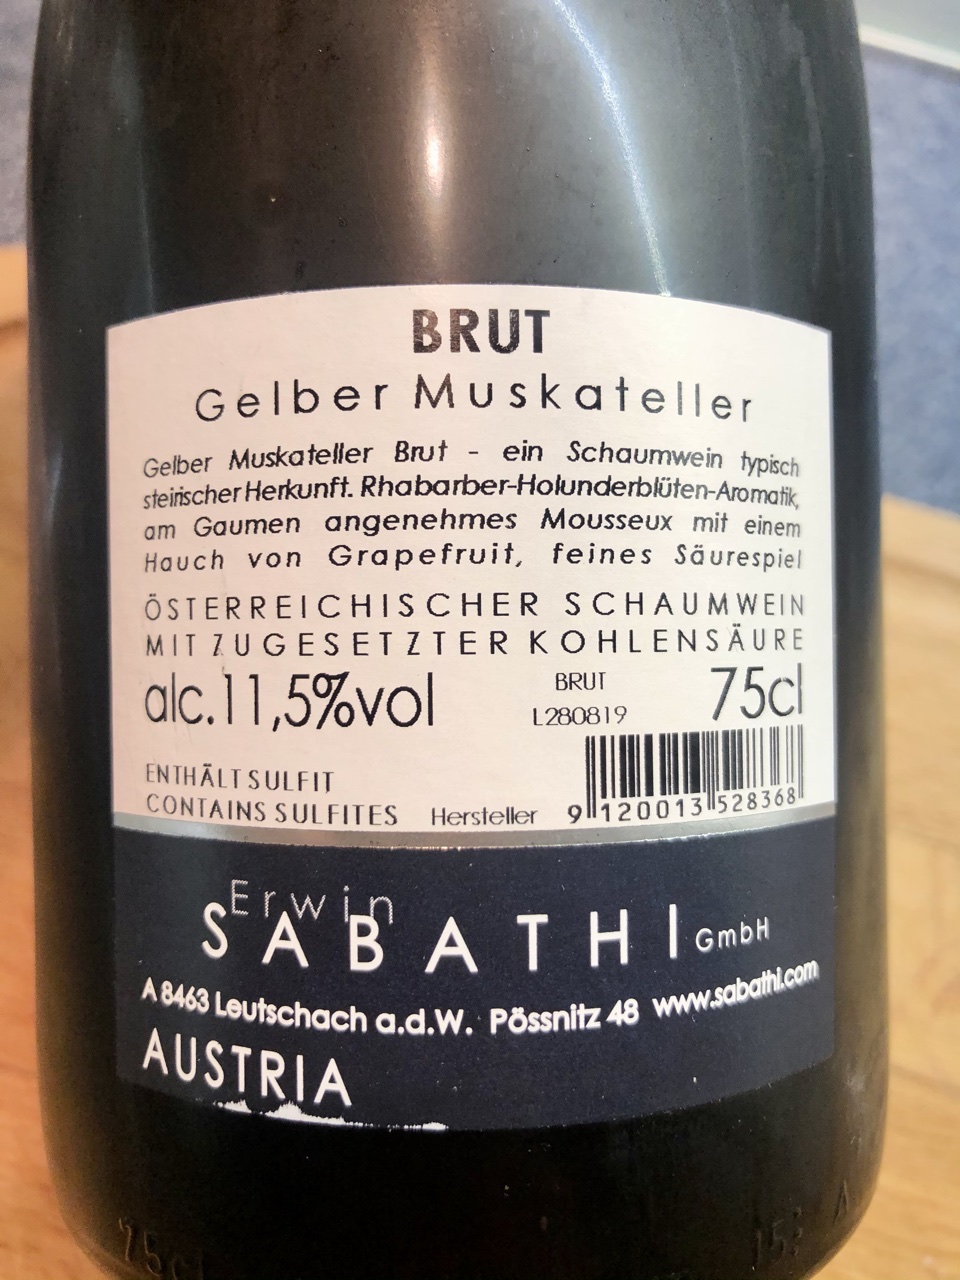 BRUT
Gelber Muskateller
Gelber Muskateller Brut - ein Schaumwein typisch
steirischer Herkunft. Rhabarber-Holunderblüten-Aromatik,
am Gaumen angenehmes Mousseux mit einem
Hauch von Grapefruit, feines Säurespiel
ÖSTERREICHISCHER SCHAUMWEIN
MIT ZUGESETZTER KOHLENSÄURE
alc.11,5%vol
BRUT
L280819
75cl
ENTHÄLT SULFIT
CONTAINS SULFITES
Hersteller
9 120013 528368
Erwin
SABATHI GmbH
A 8463 Leutschach a.d.W. Pössnitz 48 www.sabathi.com
AUSTRIA
75cl